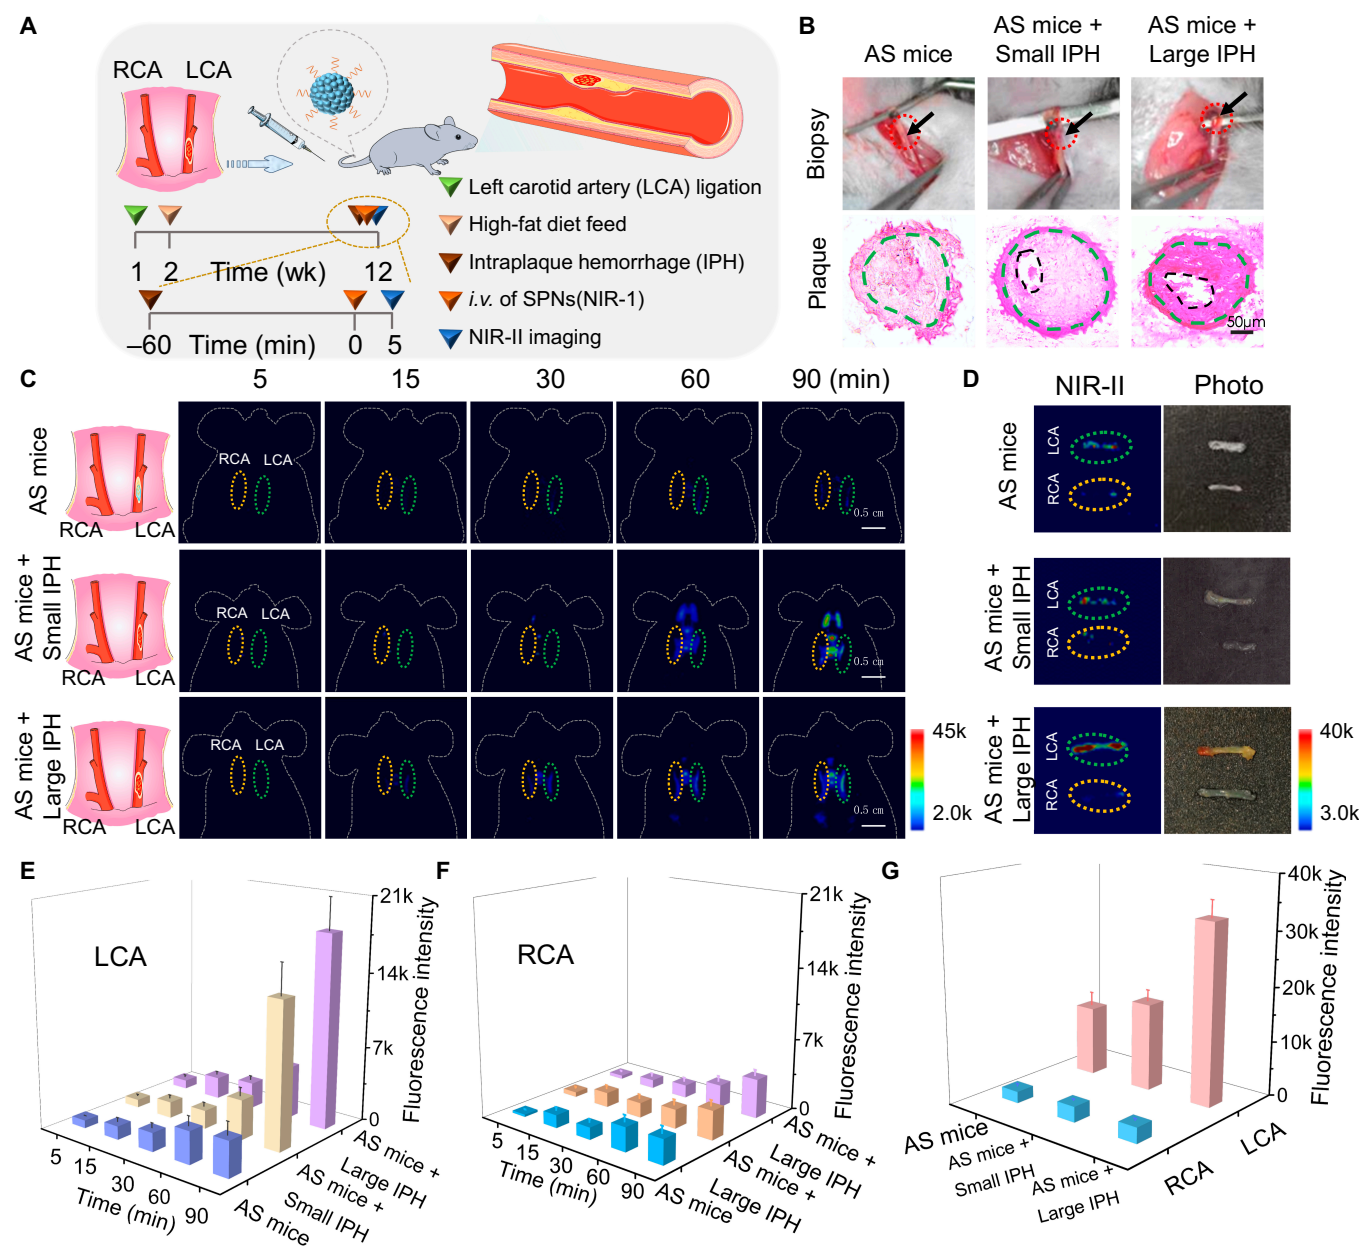 A
RCA LCA
Left carotid artery (LCA) ligation
High-fat diet feed
Intraplaque hemorrhage (IPH)
i.v. of SPNs(NIR-1)
NIR-II imaging
1 2 Time (wk) 12
–60 Time (min) 0 5
B
AS mice
AS mice +
Small IPH
AS mice +
Large IPH
Biopsy
Plaque
50μm
C
5 15 30 60 90 (min)
AS mice
RCA LCA
RCA LCA
0.5 cm
AS mice +
Small IPH
RCA LCA
RCA LCA
0.5 cm
AS mice +
Large IPH
RCA LCA
RCA LCA
0.5 cm
45k
2.0k
D
NIR-II Photo
AS mice
LCA
RCA
AS mice +
Small IPH
LCA
RCA
AS mice +
Large IPH
LCA
RCA
40k
3.0k
E
LCA
21k
14k
7k
0
Fluorescence intensity
5
15
30
60
90
Time (min)
AS mice +
Large IPH
AS mice +
Small IPH
AS mice
F
RCA
21k
14k
7k
0
Fluorescence intensity
5
15
30
60
90
Time (min)
AS mice +
Large IPH
AS mice +
Large IPH
AS mice
G
40k
30k
20k
10k
0
Fluorescence intensity
AS mice
AS mice +
Small IPH
AS mice +
Large IPH
RCA
LCA